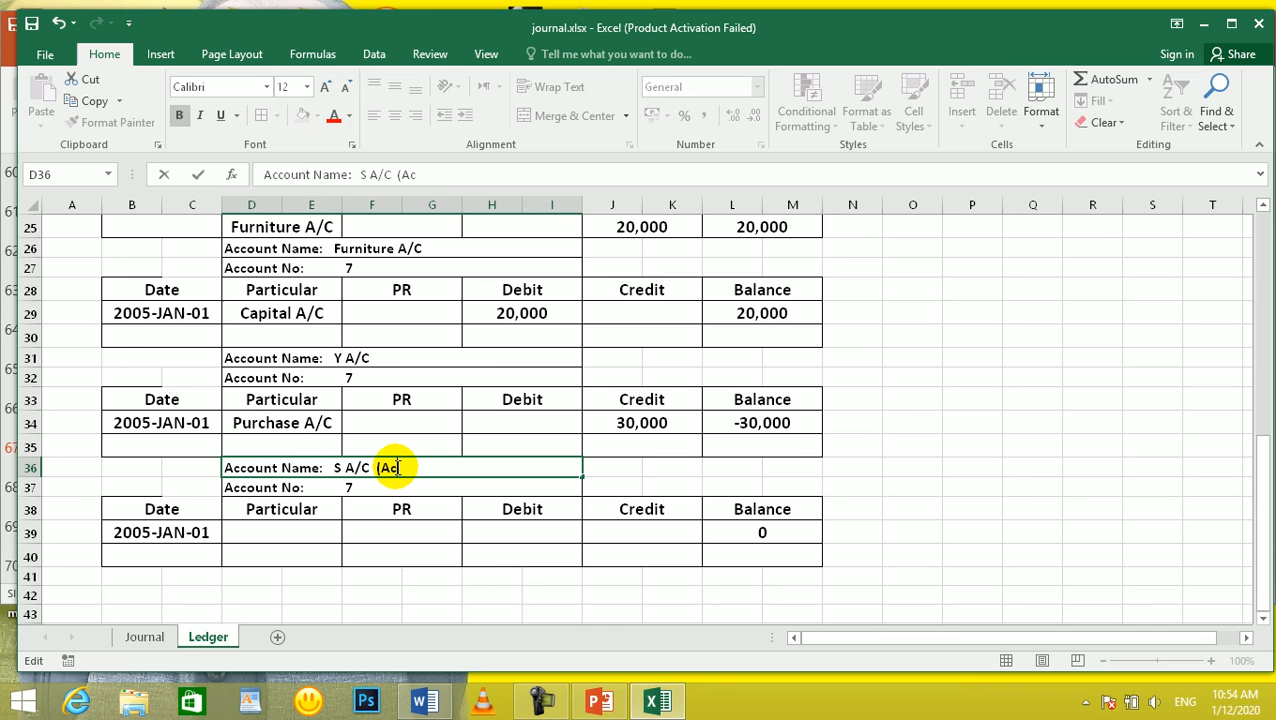 journal.xlsx - Excel (Product Activation Failed)
File Home Insert Page Layout Formulas Data Review View Tell me what you want to do... Sign in Share
Paste Cut Copy Format Painter Clipboard
Calibri 12 B I U A Font
Wrap Text Merge & Center Alignment
General % , Number
Conditional Formatting Format as Table Cell Styles Styles
Insert Delete Format Cells
AutoSum Fill Clear Sort & Filter Find & Select Editing
D36 fx Account Name: S A/C (Ac
A B C D E F G H I J K L M N O P Q R S T
25 Furniture A/C 20,000 20,000
26 Account Name: Furniture A/C
27 Account No: 7
28 Date Particular PR Debit Credit Balance
29 2005-JAN-01 Capital A/C 20,000 20,000
30
31 Account Name: Y A/C
32 Account No: 7
33 Date Particular PR Debit Credit Balance
34 2005-JAN-01 Purchase A/C 30,000 -30,000
35
36 Account Name: S A/C (Ac
37 Account No: 7
38 Date Particular PR Debit Credit Balance
39 2005-JAN-01 0
40
41
42
43
Journal Ledger
Edit 100%
Ps ENG 10:54 AM
1/12/2020